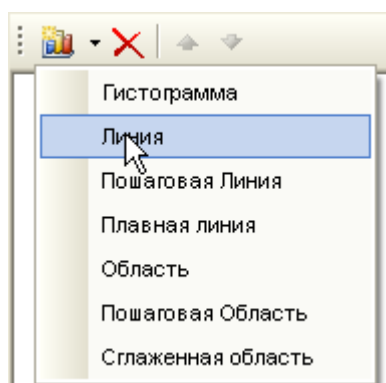 Гистограмма
Линия
Пошаговая Линия
Плавная линия
Область
Пошаговая Область
Сглаженная область